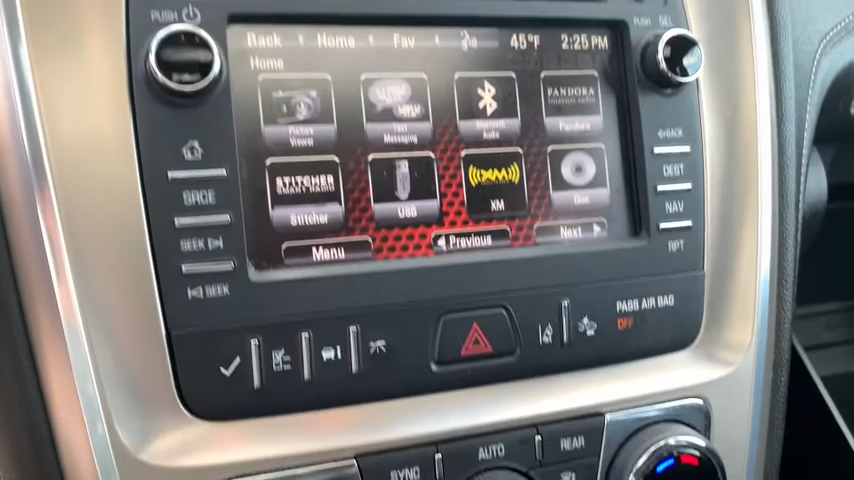 PUSH
PUSH SEL
Back Home Fav 45°F 2:25PM
Home
Picture Viewer
Text Messaging
Bluetooth Audio
PANDORA
internet radio
Pandora
STITCHER
SMART RADIO
Stitcher
USB
((XM))
XM
Disc
Menu
Previous
Next
BACK
DEST
NAV
RPT
SRCE
SEEK
SEEK
PASS AIR BAG
OFF
SYNC
AUTO
REAR